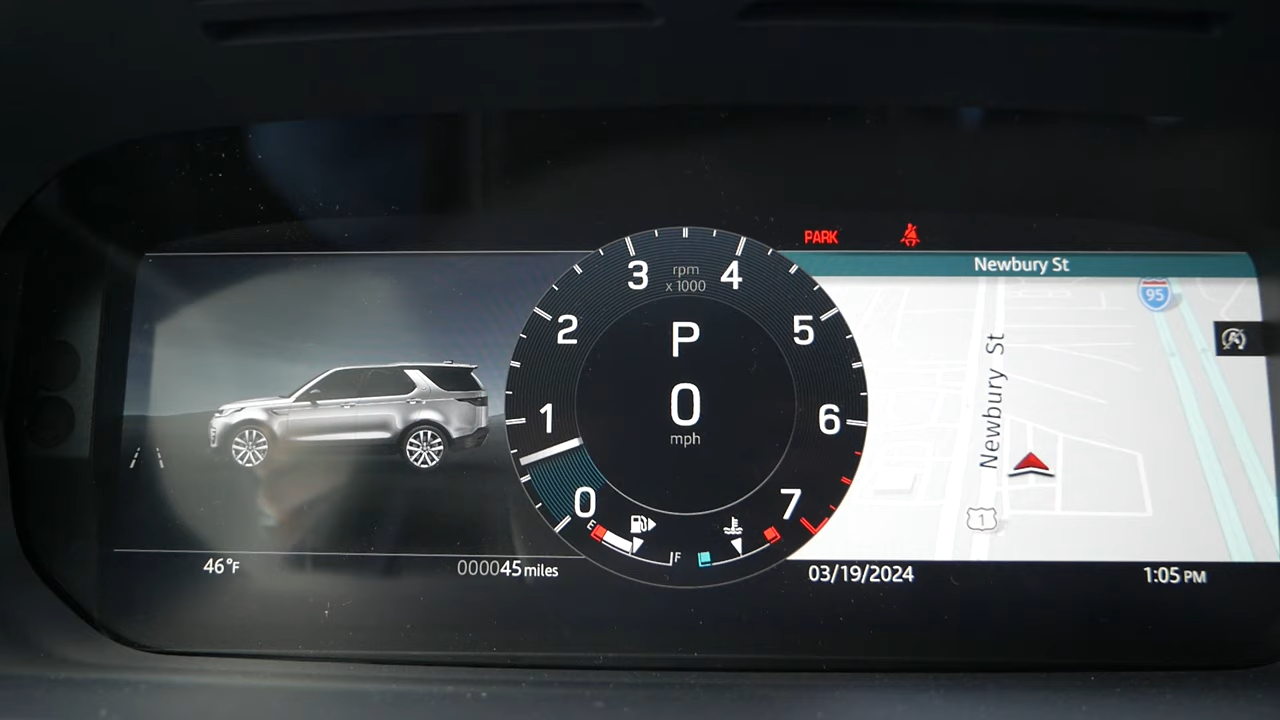 PARK
Newbury St
3
rpm
x 1000
4
95
2
P
5
Newbury St
1
0
mph
6
0
7
E
F
1
46°F
000045 miles
03/19/2024
1:05 PM